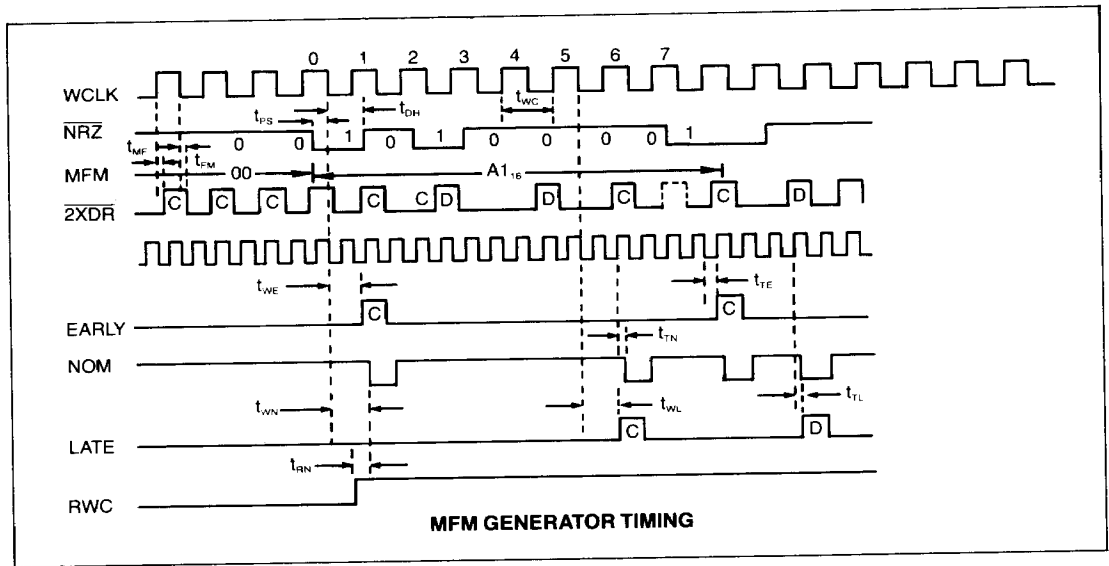 0 1 2 3 4 5 6 7
WCLK
tPS tDH tWC
NRZ
0 0 0 1 0 1 0 0 0 0 1
tMF tFM
MFM
00 A1₁₆
2XDR
C C C C C D D C C D
tWE tTE
C C
EARLY
tTN
NOM
tWN tWL tTL
LATE
C D
tRN
RWC
MFM GENERATOR TIMING